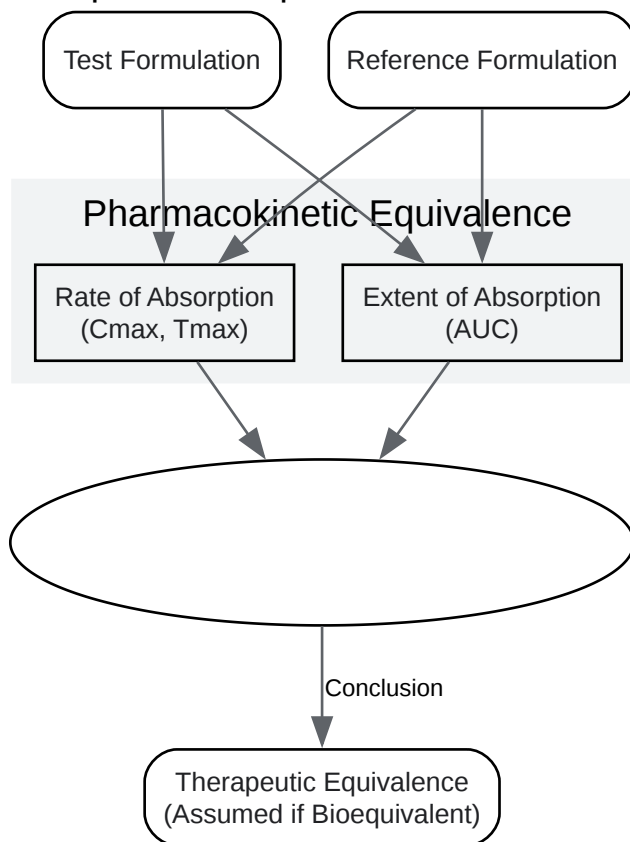 Test Formulation
Reference Formulation
Pharmacokinetic Equivalence
Rate of Absorption
(Cmax, Tmax)
Extent of Absorption
(AUC)
Conclusion
Therapeutic Equivalence
(Assumed if Bioequivalent)